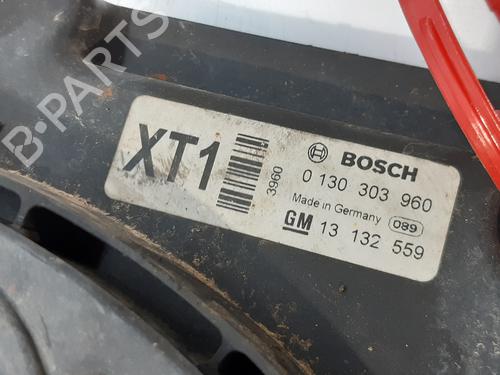 B-PARTS
XT1
3960
BOSCH
0 130 303 960
Made in Germany 089
GM 13 132 559